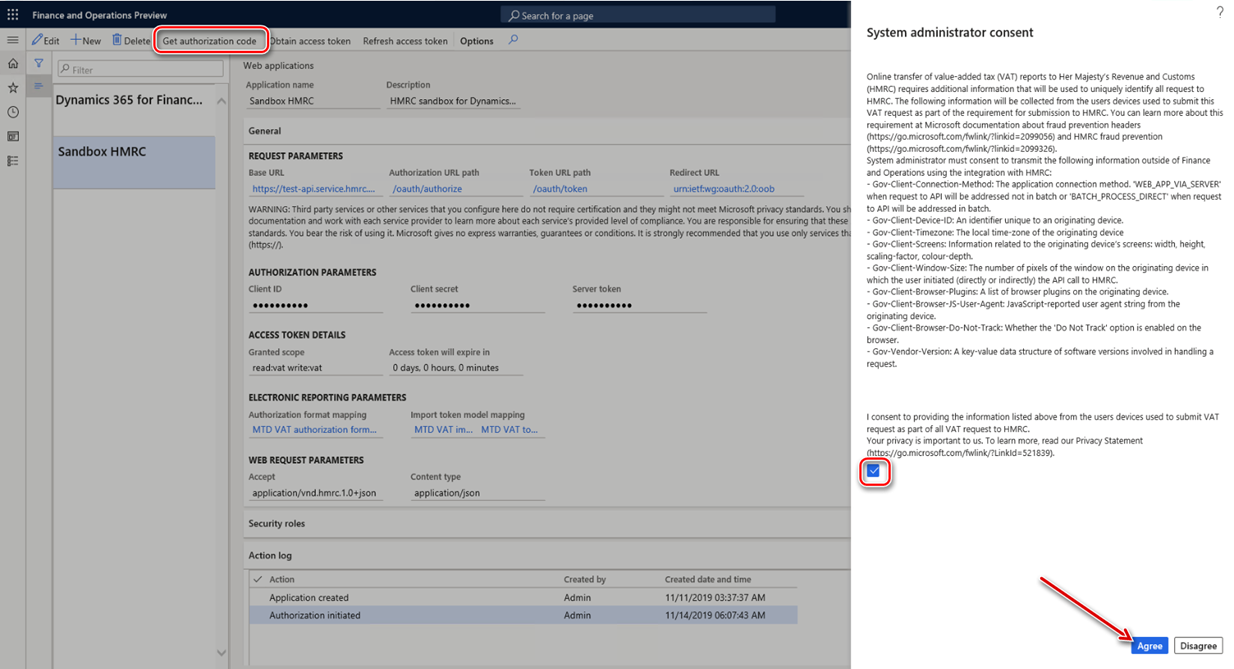 Finance and Operations Preview
Search for a page
?
Edit
New
Delete
Get authorization code
Obtain access token
Refresh access token
Options
Filter
Dynamics 365 for Financ...
Sandbox HMRC
Web applications
Application name
Description
Sandbox HMRC
HMRC sandbox for Dynamics...
General
REQUEST PARAMETERS
Base URL
Authorization URL path
Token URL path
Redirect URL
https://test-api.service.hmrc....
/oauth/authorize
/oauth/token
urn:ietf:wg:oauth:2.0:oob
WARNING: Third party services or other services that you configure here do not require certification and they might not meet Microsoft privacy standards. You sh
documentation and work with each service provider to learn more about each service's provided level of compliance. You are responsible for ensuring that these
standards. You bear the risk of using it. Microsoft gives no express warranties, guarantees or conditions. It is strongly recommended that you use only services tha
(https://).
AUTHORIZATION PARAMETERS
Client ID
Client secret
Server token
●●●●●●●●●●
●●●●●●●●●●
●●●●●●●●●●
ACCESS TOKEN DETAILS
Granted scope
Access token will expire in
read:vat write:vat
0 days, 0 hours, 0 minutes
ELECTRONIC REPORTING PARAMETERS
Authorization format mapping
Import token model mapping
MTD VAT authorization form...
MTD VAT im...
MTD VAT to...
WEB REQUEST PARAMETERS
Accept
Content type
application/vnd.hmrc.1.0+json
application/json
Security roles
Action log
Action
Created by
Created date and time
Application created
Admin
11/11/2019 03:37:37 AM
Authorization initiated
Admin
11/14/2019 06:07:43 AM
System administrator consent
Online transfer of value-added tax (VAT) reports to Her Majesty's Revenue and Customs
(HMRC) requires additional information that will be used to uniquely identify all request to
HMRC. The following information will be collected from the users devices used to submit this
VAT request as part of the requirement for submission to HMRC. You can learn more about this
requirement at Microsoft documentation about fraud prevention headers
(https://go.microsoft.com/fwlink/?linkid=2099056) and HMRC fraud prevention
(https://go.microsoft.com/fwlink/?linkid=2099326).
System administrator must consent to transmit the following information outside of Finance
and Operations using the integration with HMRC:
- Gov-Client-Connection-Method: The application connection method. 'WEB_APP_VIA_SERVER'
when request to API will be addressed not in batch or 'BATCH_PROCESS_DIRECT' when request
to API will be addressed in batch.
- Gov-Client-Device-ID: An identifier unique to an originating device.
- Gov-Client-Timezone: The local time-zone of the originating device
- Gov-Client-Screens: Information related to the originating device's screens: width, height,
scaling-factor, colour-depth.
- Gov-Client-Window-Size: The number of pixels of the window on the originating device in
which the user initiated (directly or indirectly) the API call to HMRC.
- Gov-Client-Browser-Plugins: A list of browser plugins on the originating device.
- Gov-Client-Browser-JS-User-Agent: JavaScript-reported user agent string from the
originating device.
- Gov-Client-Browser-Do-Not-Track: Whether the 'Do Not Track' option is enabled on the
browser.
- Gov-Vendor-Version: A key-value data structure of software versions involved in handling a
request.
I consent to providing the information listed above from the users devices used to submit VAT
request as part of all VAT request to HMRC.
Your privacy is important to us. To learn more, read our Privacy Statement
(https://go.microsoft.com/fwlink/?LinkId=521839).
Agree
Disagree